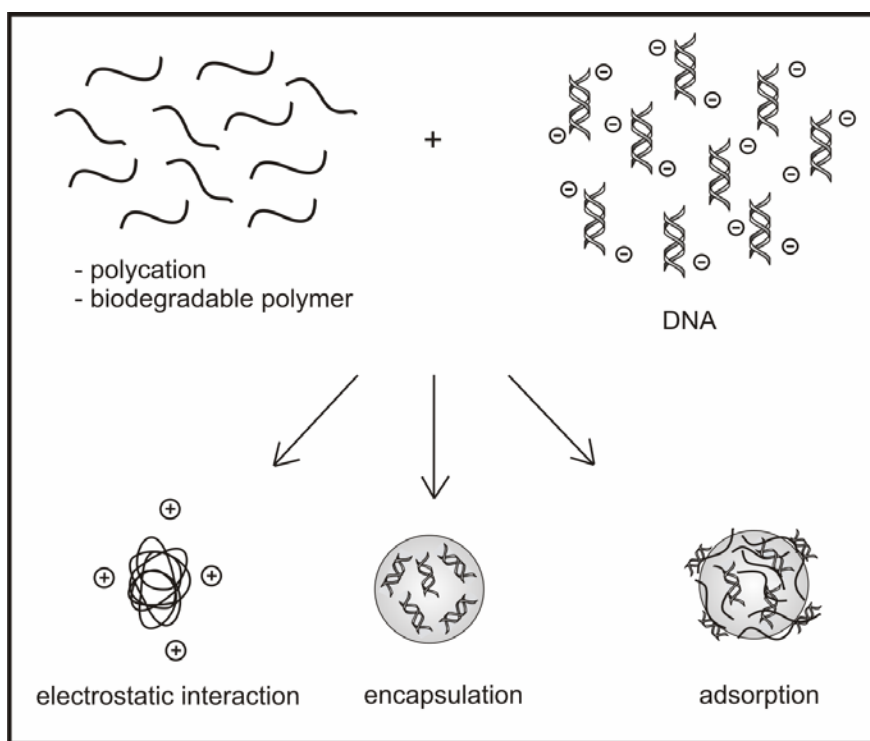 +
- polycation
- biodegradable polymer
DNA
electrostatic interaction
encapsulation
adsorption